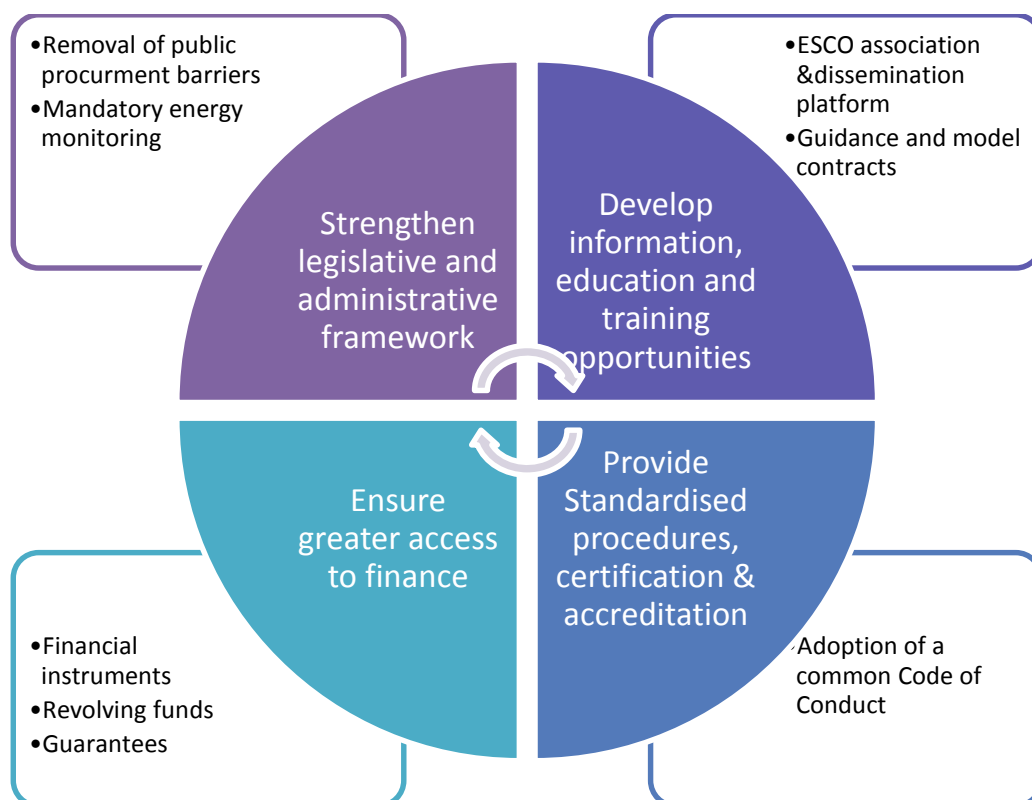 •Removal of public
procurment barriers
•Mandatory energy
monitoring
•ESCO association
&dissemination
platform
•Guidance and model
contracts
Strengthen
legislative and
administrative
framework
Develop
information,
education and
training
opportunities
Ensure
greater access
to finance
Provide
Standardised
procedures,
certification &
accreditation
•Financial
instruments
•Revolving funds
•Guarantees
•Adoption of a
common Code of
Conduct